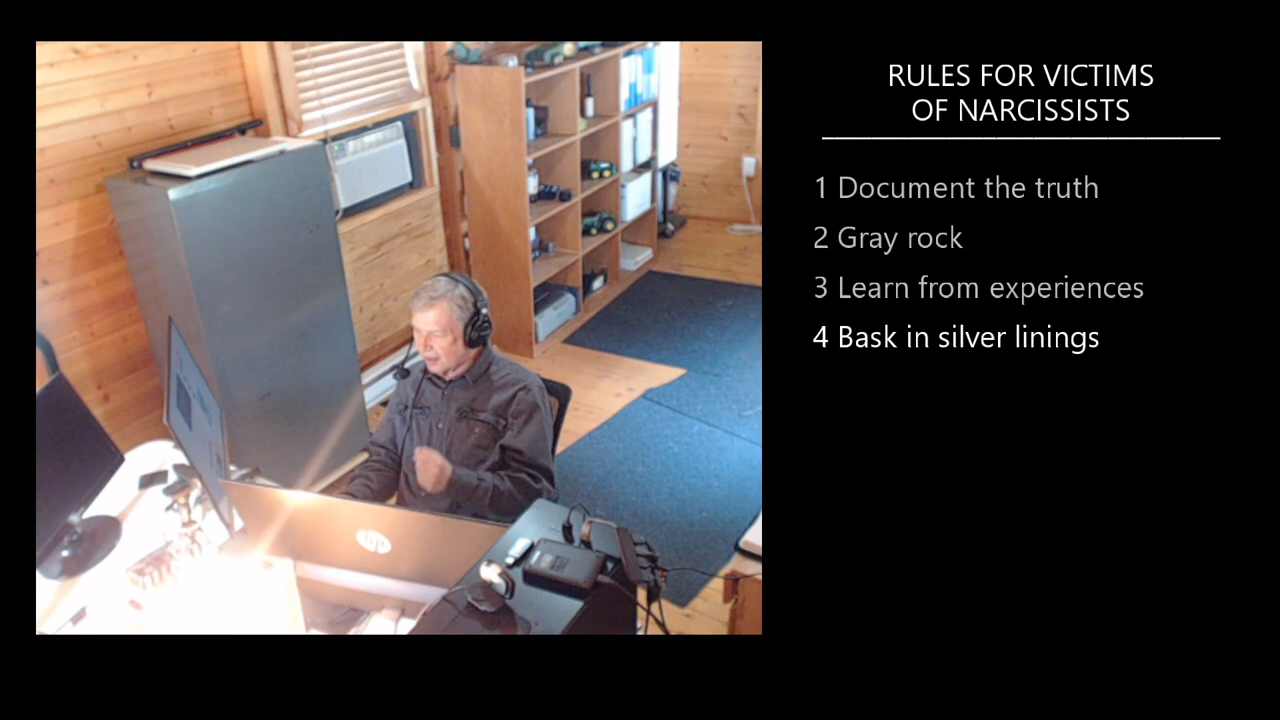 RULES FOR VICTIMS
OF NARCISSISTS
1 Document the truth
2 Gray rock
3 Learn from experiences
4 Bask in silver linings
hp